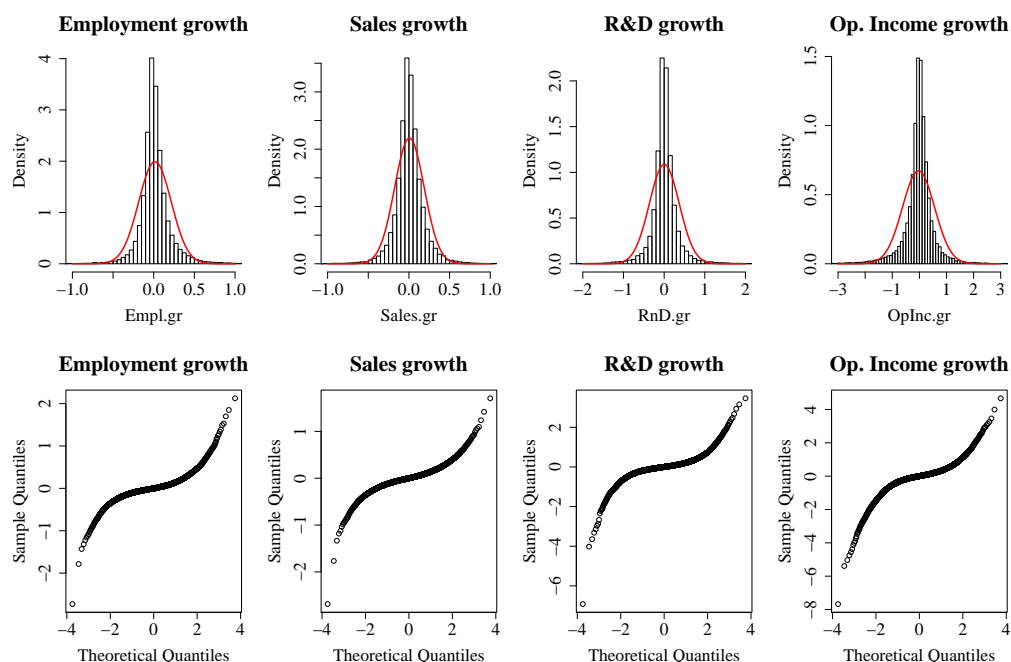 Employment growth
Density
0 1 2 3 4
−1.0 0.0 0.5 1.0
Empl.gr
Sales growth
Density
0.0 1.0 2.0 3.0
−1.0 0.0 0.5 1.0
Sales.gr
R&D growth
Density
0.0 0.5 1.0 1.5 2.0
−2 −1 0 1 2
RnD.gr
Op. Income growth
Density
0.0 0.5 1.0 1.5
−3 −2 −1 0 1 2 3
OpInc.gr
Employment growth
Sample Quantiles
−2 −1 0 1 2
−4 −2 0 2 4
Theoretical Quantiles
Sales growth
Sample Quantiles
−2 −1 0 1
−4 −2 0 2 4
Theoretical Quantiles
R&D growth
Sample Quantiles
−6 −4 −2 0 2
−4 −2 0 2 4
Theoretical Quantiles
Op. Income growth
Sample Quantiles
−8 −6 −4 −2 0 2 4
−4 −2 0 2 4
Theoretical Quantiles